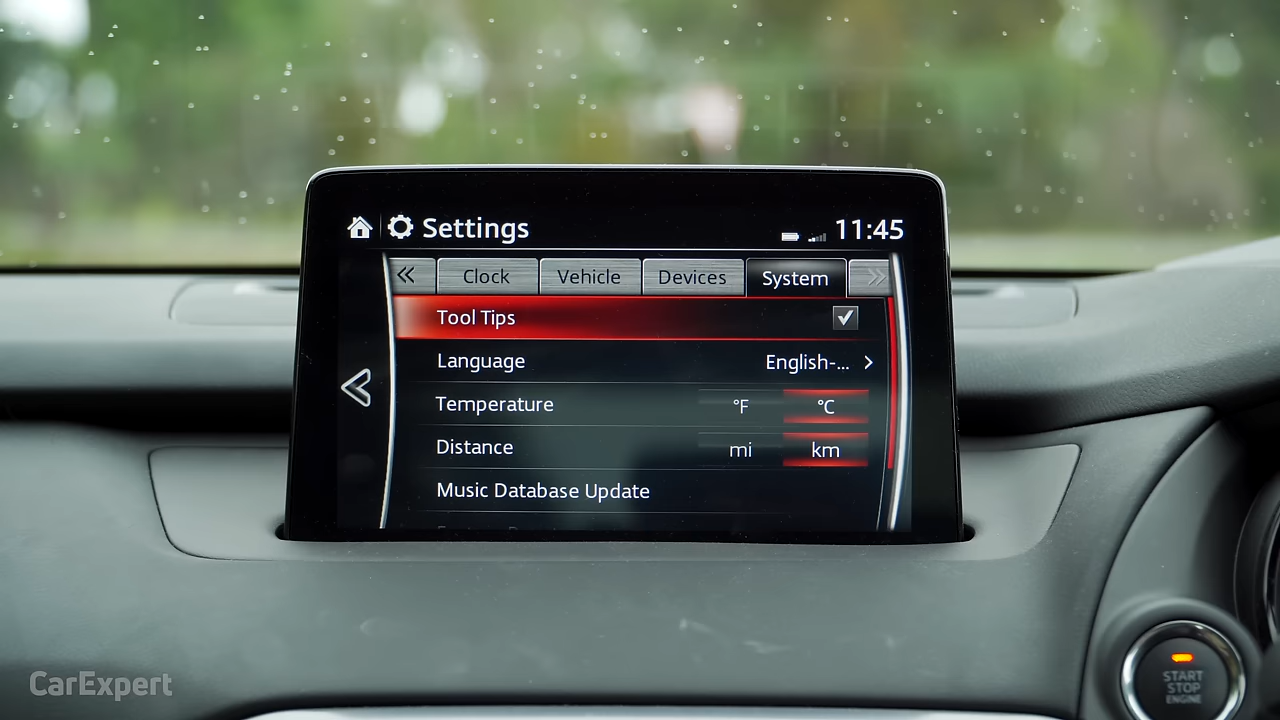 Settings 11:45
« Clock Vehicle Devices System »
Tool Tips
Language English-... >
Temperature °F °C
Distance mi km
Music Database Update
CarExpert
START
STOP
ENGINE